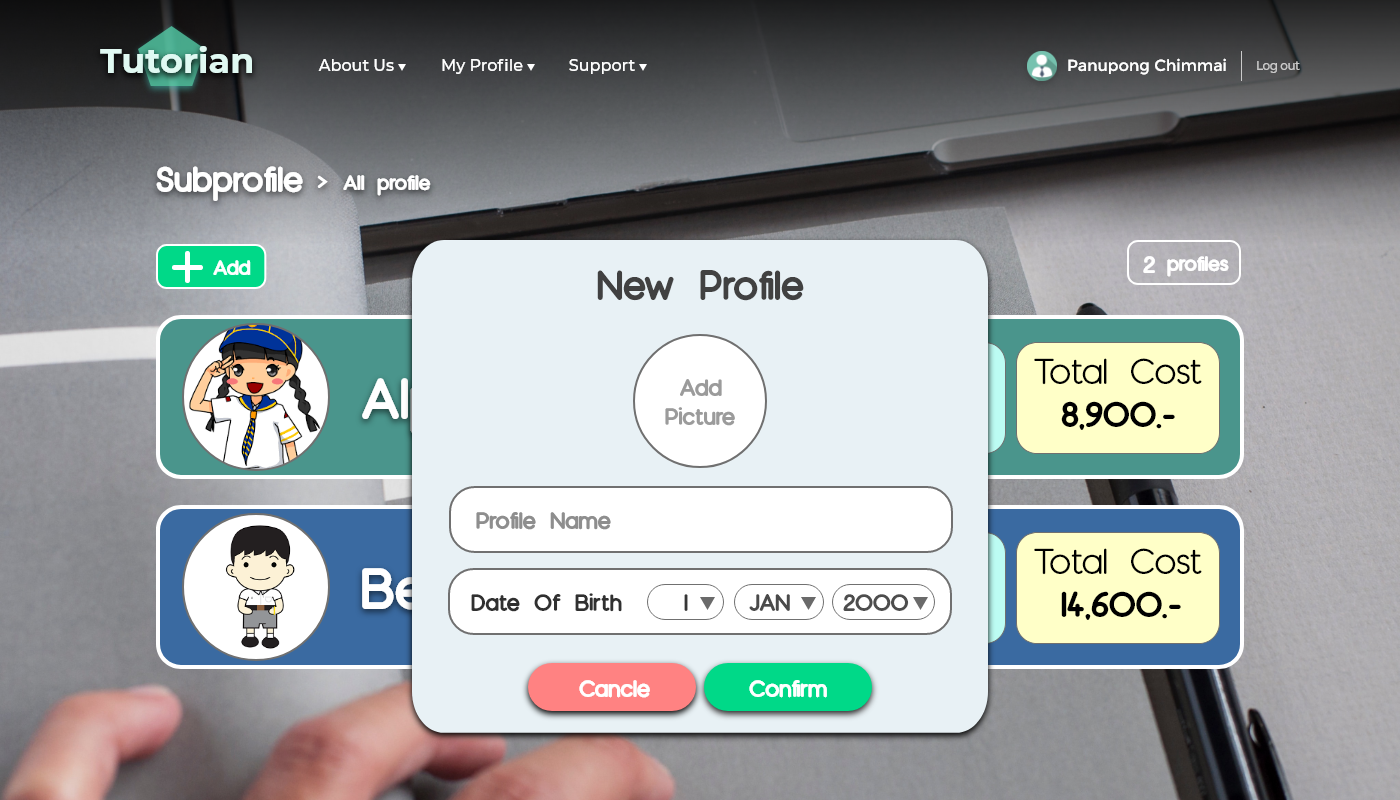 Tutorian
About Us
My Profile
Support
Panupong Chimmai
Log out
Subprofile > All profile
Add
2 profiles
New Profile
Add
Picture
Profile Name
Date Of Birth 1 JAN 2000
Cancle
Confirm
Total Cost
8,900.-
Be
Total Cost
14,600.-